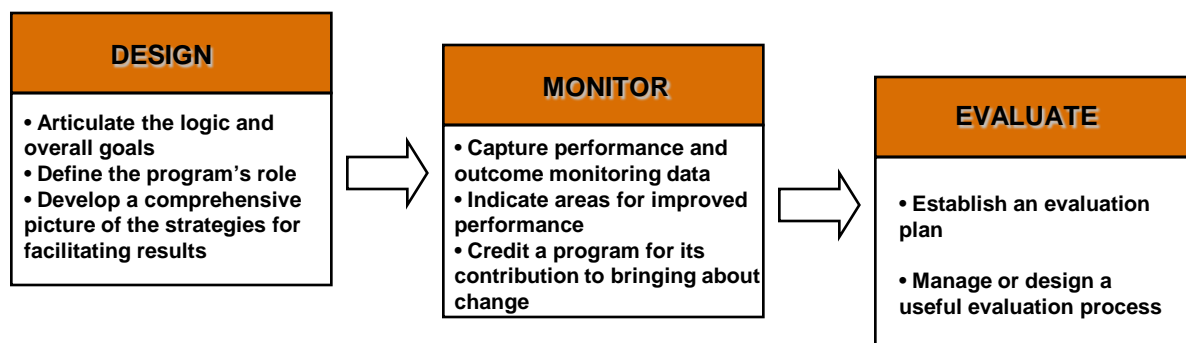 DESIGN
• Articulate the logic and
overall goals
• Define the program's role
• Develop a comprehensive
picture of the strategies for
facilitating results
MONITOR
• Capture performance and
outcome monitoring data
• Indicate areas for improved
performance
• Credit a program for its
contribution to bringing about
change
EVALUATE
• Establish an evaluation
plan
• Manage or design a
useful evaluation process